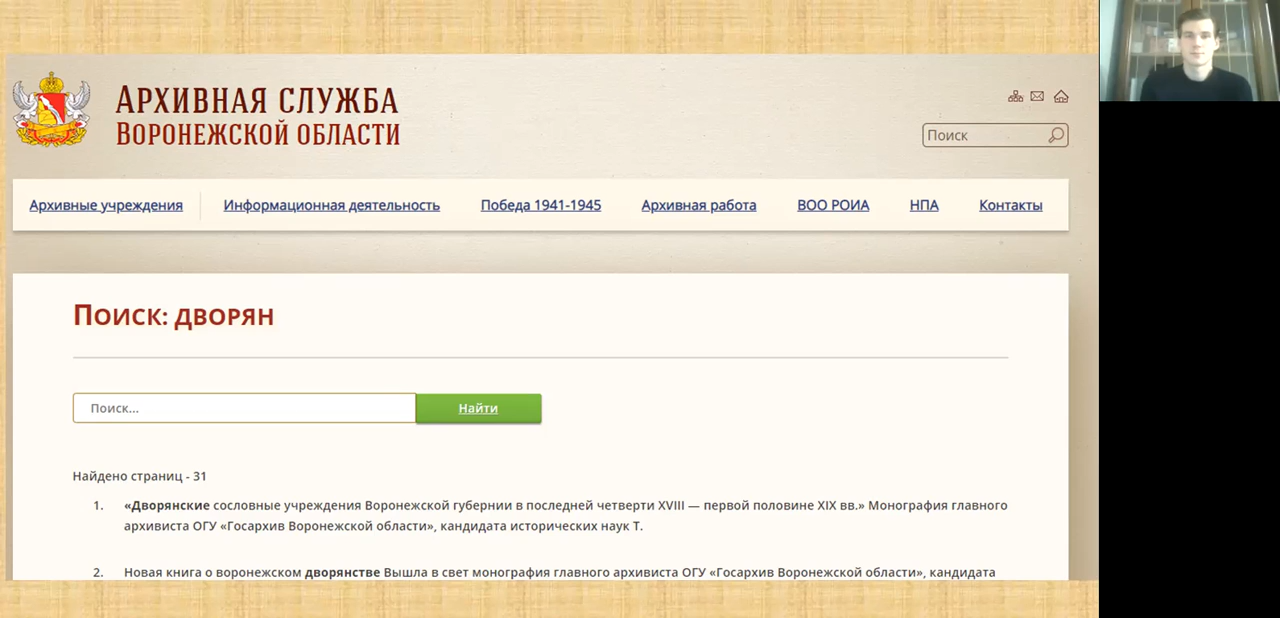 Архивная служба
Воронежской области
Поиск
Архивные учреждения
Информационная деятельность
Победа 1941-1945
Архивная работа
ВОО РОИА
НПА
Контакты
Поиск: дворян
Поиск...
Найти
Найдено страниц - 31
1. «Дворянские сословные учреждения Воронежской губернии в последней четверти XVIII — первой половине XIX вв.» Монография главного
архивиста ОГУ «Госархив Воронежской области», кандидата исторических наук Т.
2. Новая книга о воронежском дворянстве Вышла в свет монография главного архивиста ОГУ «Госархив Воронежской области», кандидата